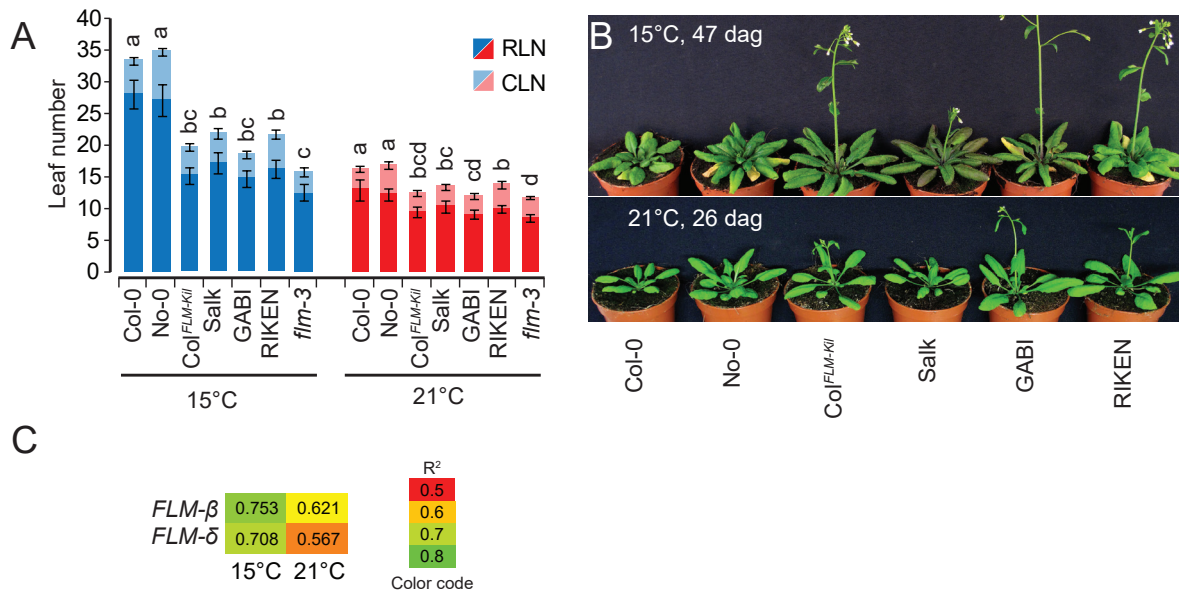 A
Leaf number
40
35
30
25
20
15
10
5
0
a
a
bc
b
bc
b
c
a
a
bcd
bc
cd
b
d
RLN
CLN
Col-0
No-0
Col^FLM-Kil
Salk
GABI
RIKEN
flm-3
Col-0
No-0
Col^FLM-Kil
Salk
GABI
RIKEN
flm-3
15°C
21°C
B
15°C, 47 dag
21°C, 26 dag
Col-0
No-0
Col^FLM-Kil
Salk
GABI
RIKEN
C
FLM-β 0.753 0.621
FLM-δ 0.708 0.567
15°C 21°C
R²
0.5
0.6
0.7
0.8
Color code